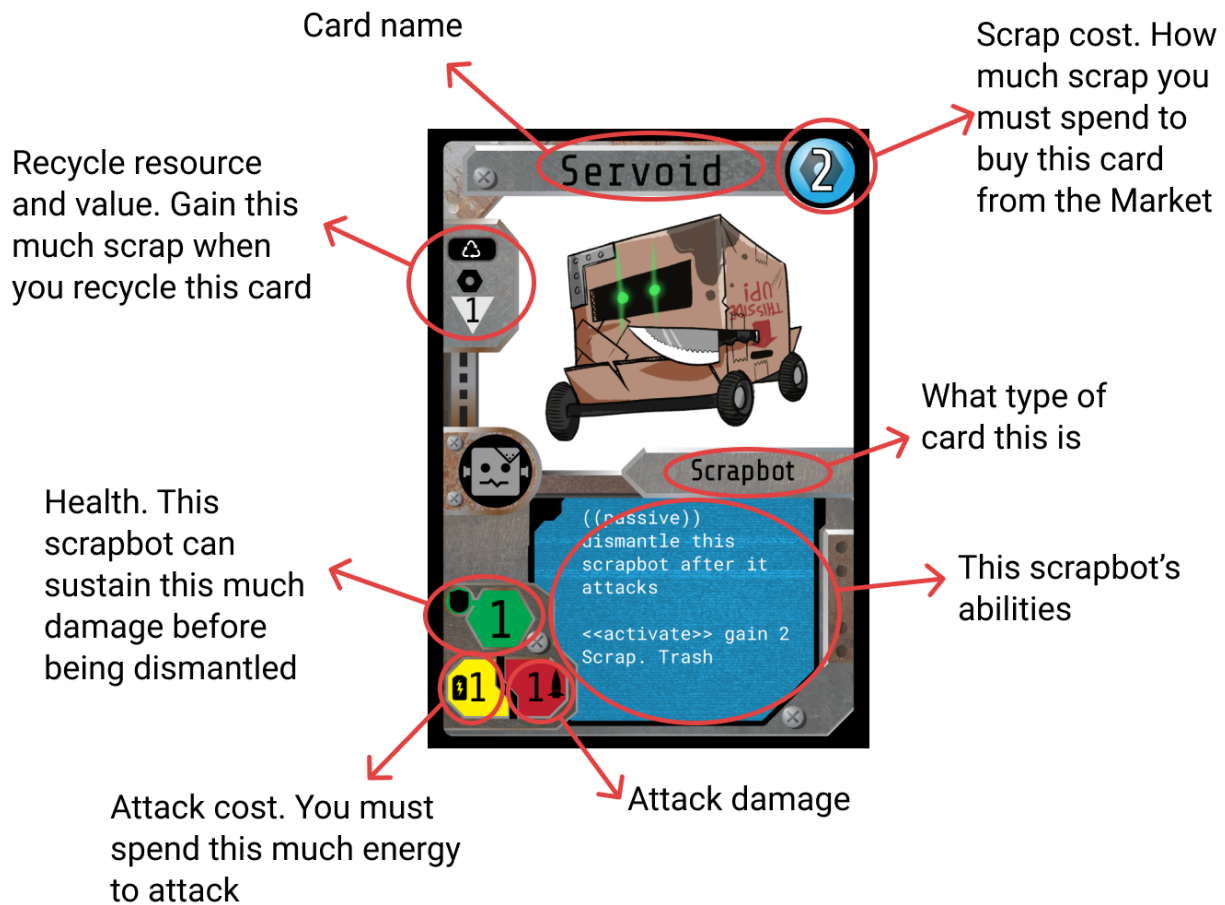 Card name
Scrap cost. How
much scrap you
must spend to
buy this card
from the Market
Recycle resource
and value. Gain this
much scrap when
you recycle this card
Servoid
2
1
THIS SIDE
UP!
What type of
card this is
Scrapbot
Health. This
scrapbot can
sustain this much
damage before
being dismantled
((passive))
dismantle this
scrapbot after it
attacks
<<activate>> gain 2
Scrap. Trash
This scrapbot’s
abilities
1
1
1
Attack cost. You must
spend this much energy
to attack
Attack damage